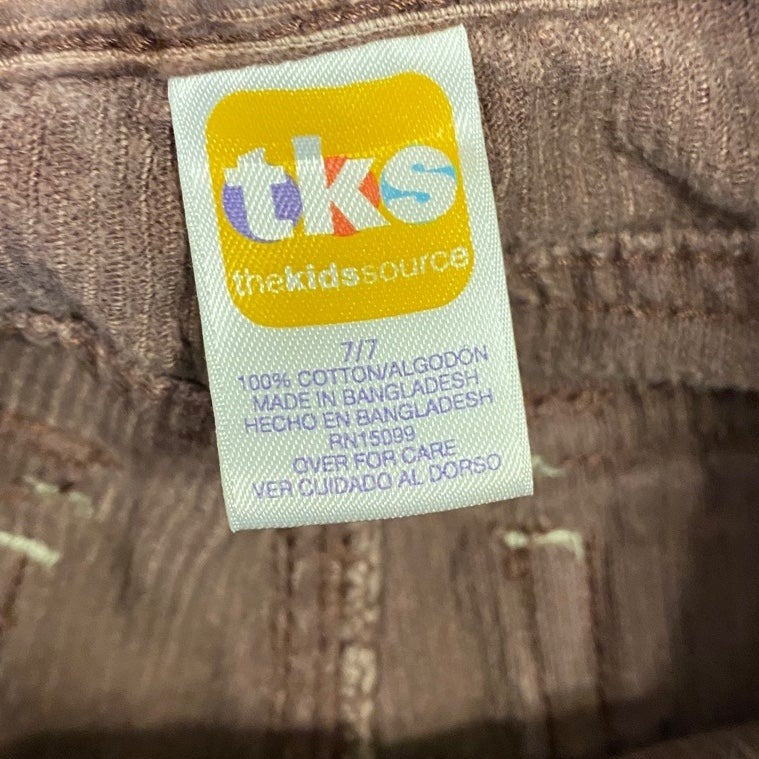 tks
thekidssource
7/7
100% COTTON/ALGODÓN
MADE IN BANGLADESH
HECHO EN BANGLADESH
RN15099
OVER FOR CARE
VER CUIDADO AL DORSO